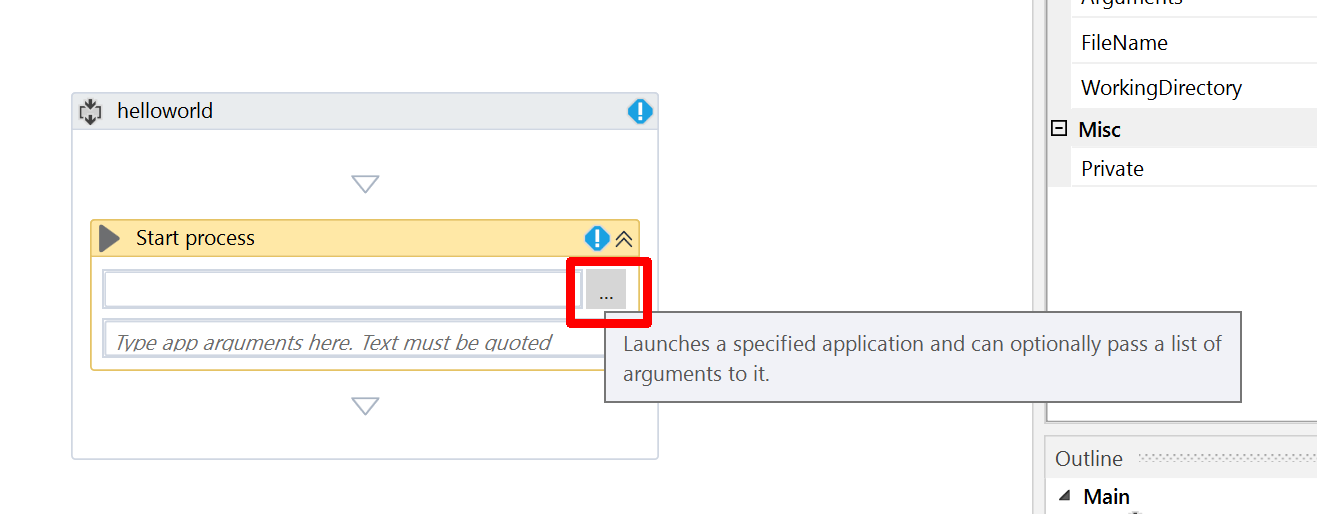 Arguments
FileName
WorkingDirectory
Misc
Private
helloworld
Start process
...
Type app arguments here. Text must be quoted
Launches a specified application and can optionally pass a list of
arguments to it.
Outline
Main